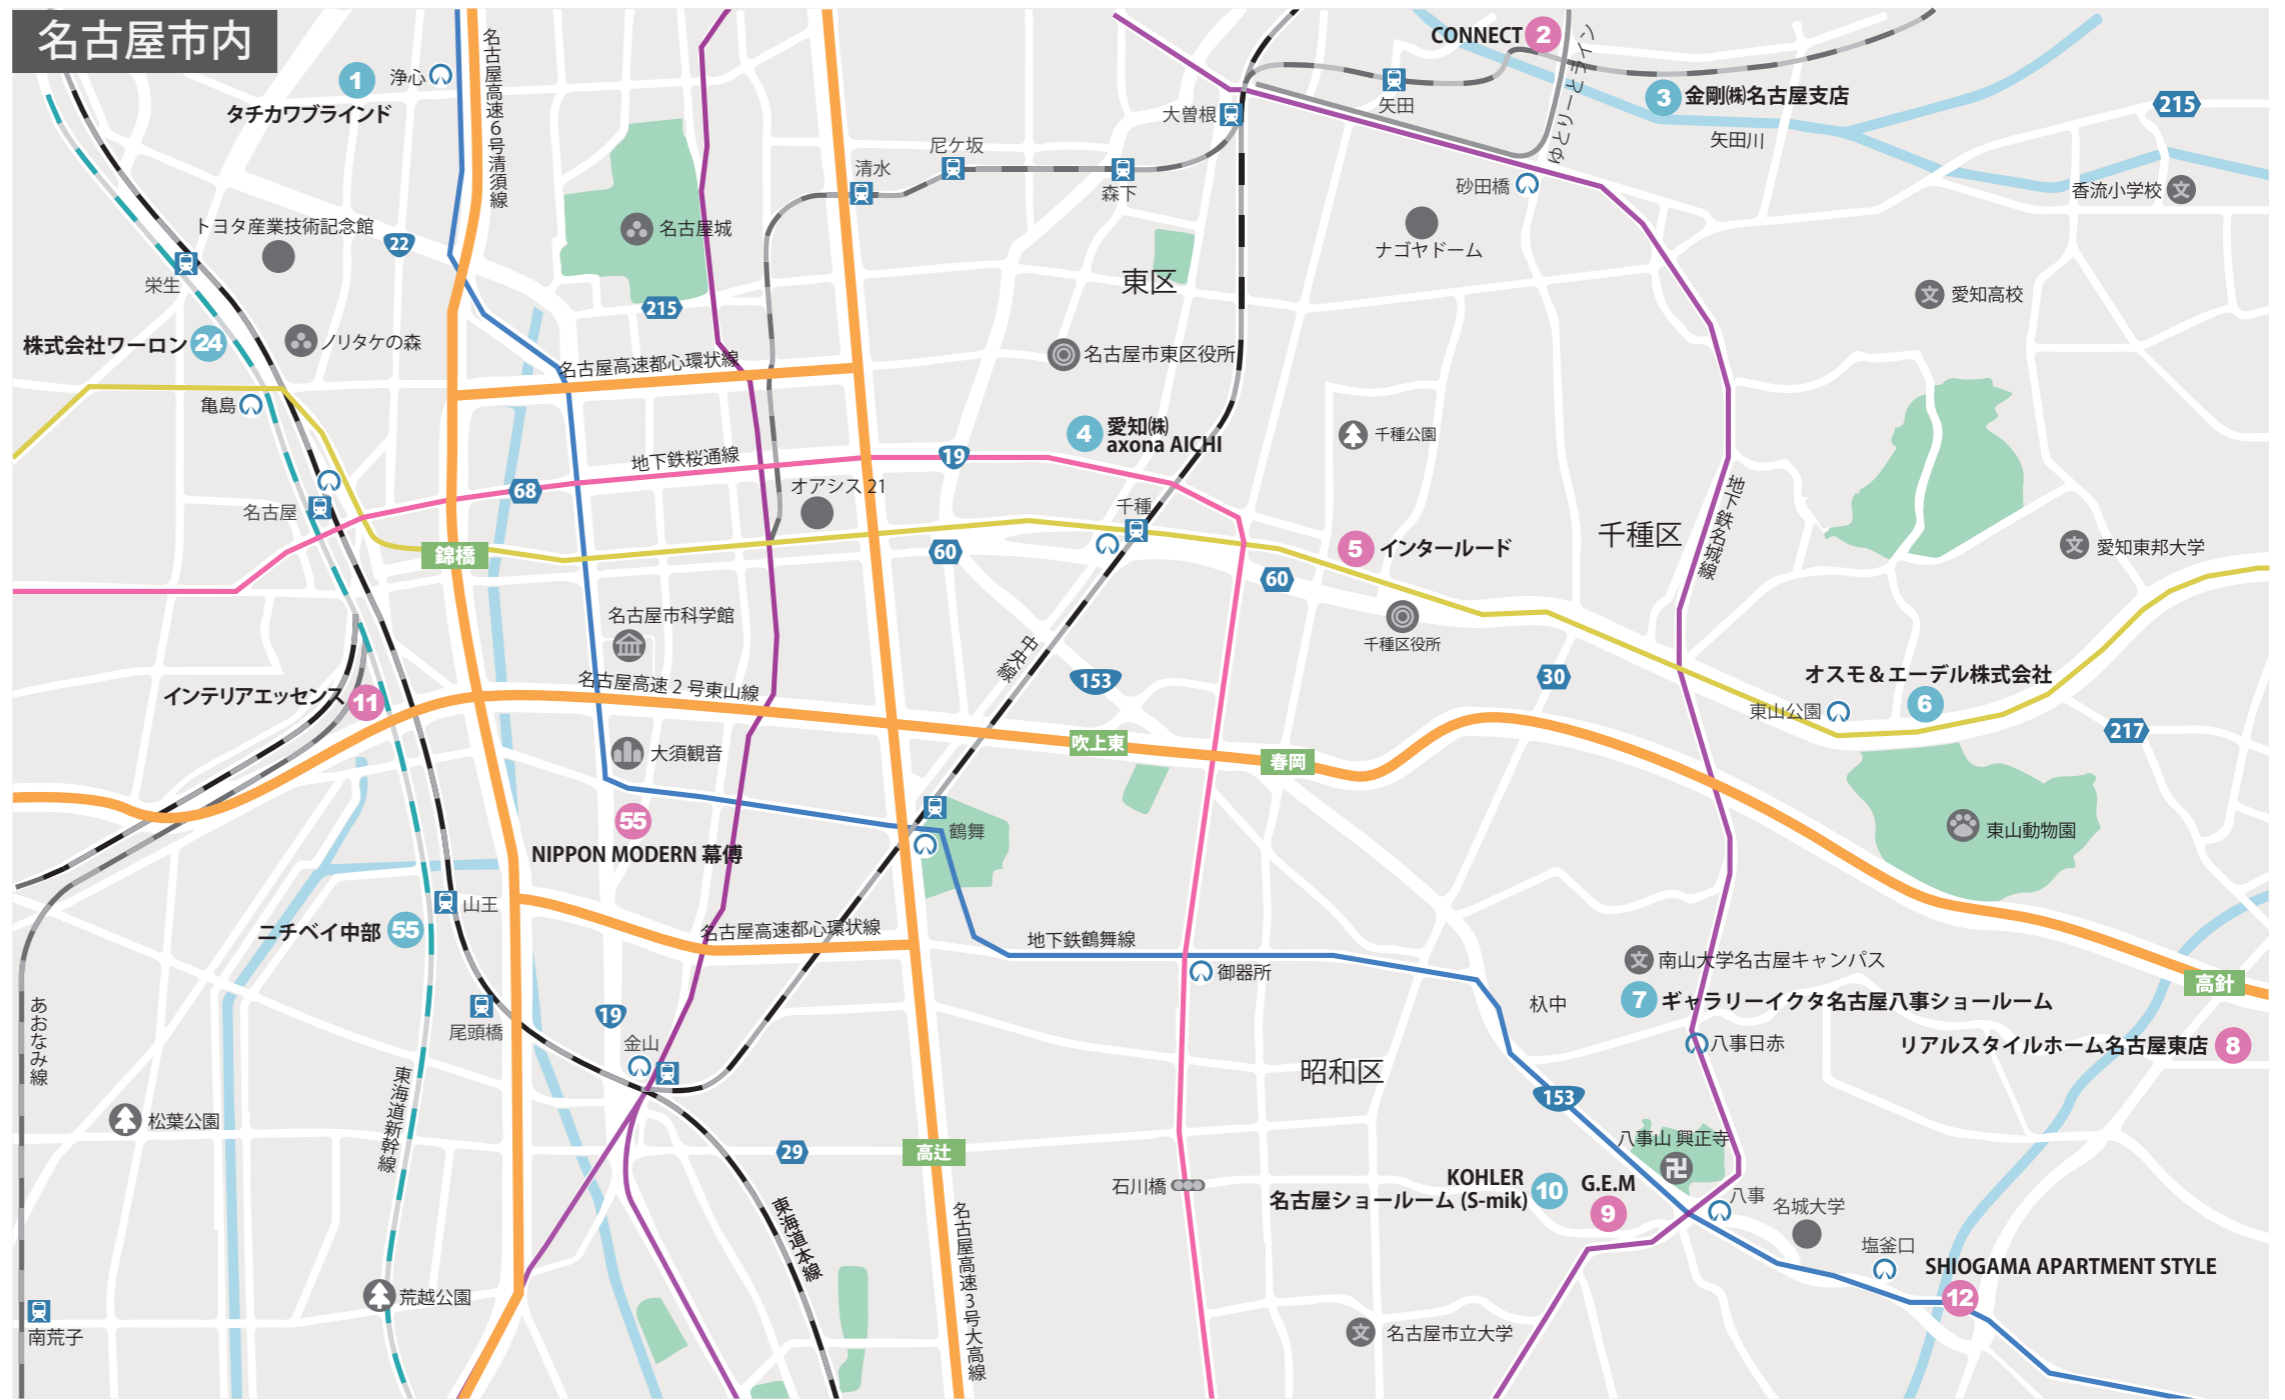 名古屋市内
1
タチカワブラインド
浄心
名古屋高速6号清須線
CONNECT 2
ゆとりーとライン
3 金剛㈱名古屋支店
215
矢田川
矢田
大曽根
尼ケ坂
清水
森下
砂田橋
香流小学校
文
トヨタ産業技術記念館
22
名古屋城
ナゴヤドーム
栄生
東区
文
愛知高校
215
株式会社ワーロン 24
ノリタケの森
名古屋高速都心環状線
名古屋市東区役所
亀島
4 愛知㈱
axona AICHI
千種公園
地下鉄桜通線
19
68
オアシス 21
名古屋
千種
地下鉄名城線
錦橋
60
5 インタールード
千種区
文
愛知東邦大学
60
名古屋市科学館
千種区役所
中央線
インテリアエッセンス 11
名古屋高速 2 号東山線
153
30
オスモ＆エーデル株式会社
6
東山公園
217
大須観音
吹上東
春岡
55
NIPPON MODERN 幕傳
鶴舞
東山動物園
山王
ニチベイ中部 55
名古屋高速都心環状線
地下鉄鶴舞線
御器所
文
南山大学名古屋キャンパス
高針
7 ギャラリーイクタ名古屋八事ショールーム
杁中
あおなみ線
尾頭橋
19
金山
八事日赤
リアルスタイルホーム名古屋東店 8
昭和区
153
東海道新幹線
松葉公園
29
高辻
八事山 興正寺
卍
石川橋
KOHLER
名古屋ショールーム (S-mik)
10
G.E.M
9
八事
名城大学
東海道本線
名古屋高速3号大高線
塩釜口
SHIOGAMA APARTMENT STYLE
12
荒越公園
南荒子
文
名古屋市立大学